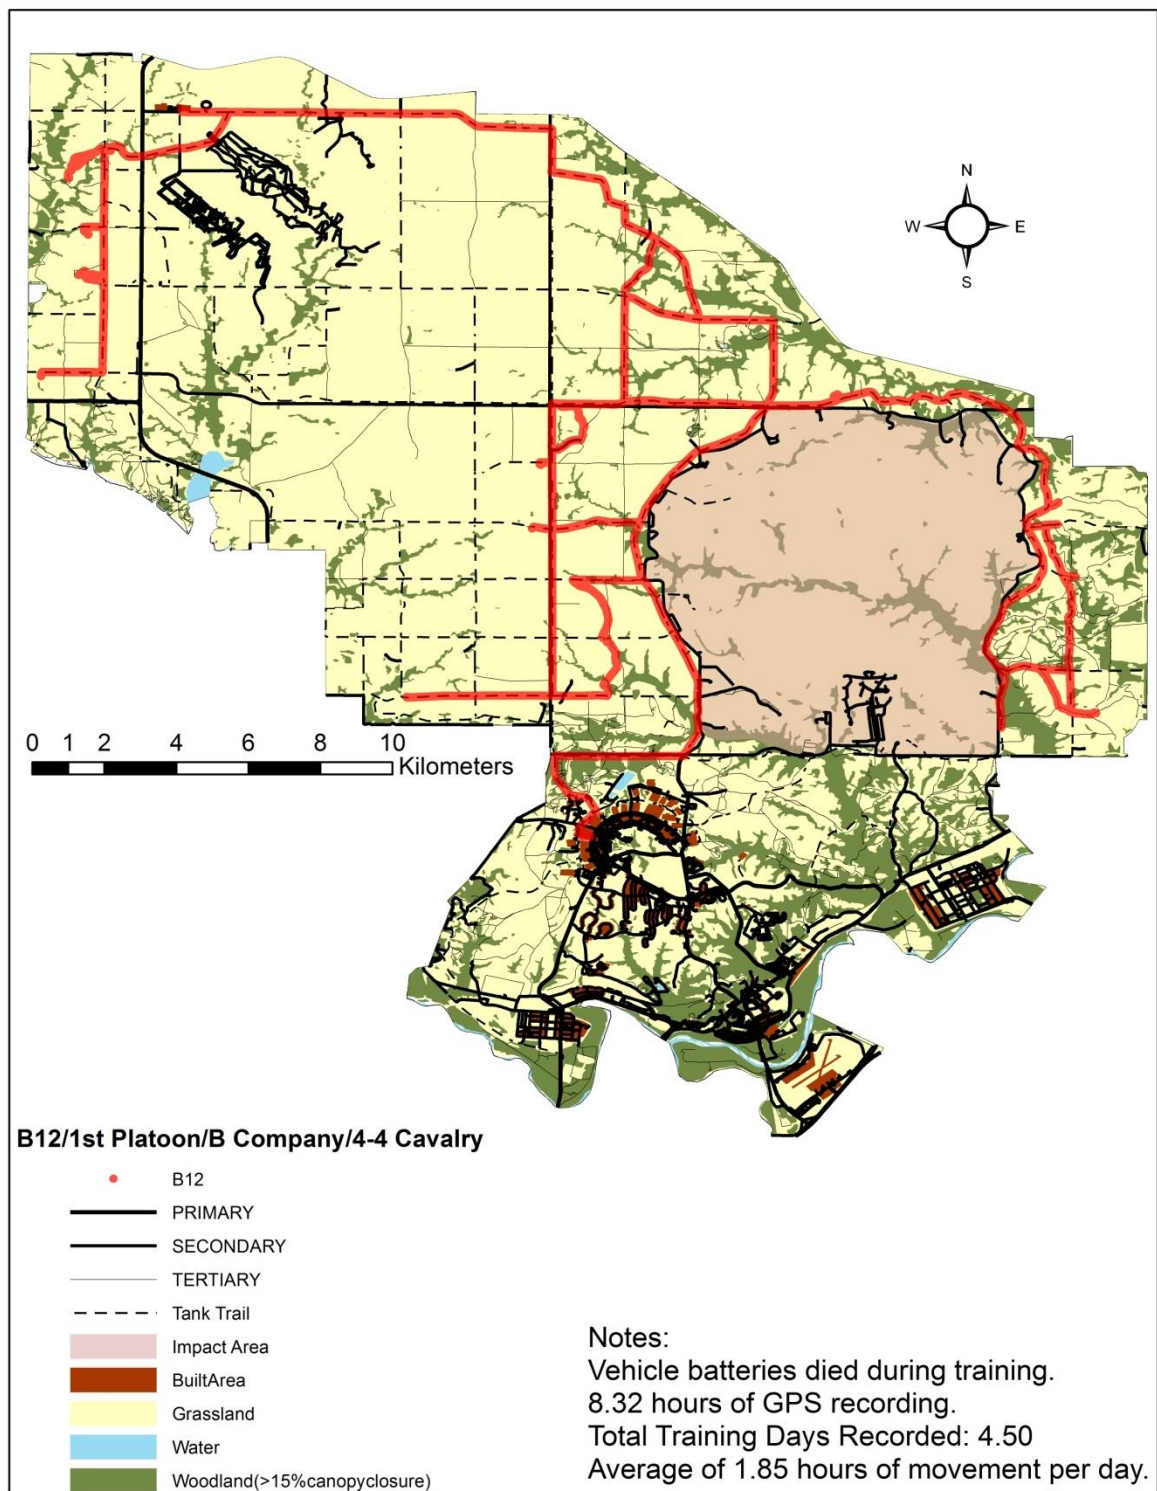 N
W E
S
0 1 2 4 6 8 10
Kilometers
B12/1st Platoon/B Company/4-4 Cavalry
B12
PRIMARY
SECONDARY
TERTIARY
Tank Trail
Impact Area
BuiltArea
Grassland
Water
Woodland(>15%canopyclosure)
Notes:
Vehicle batteries died during training.
8.32 hours of GPS recording.
Total Training Days Recorded: 4.50
Average of 1.85 hours of movement per day.